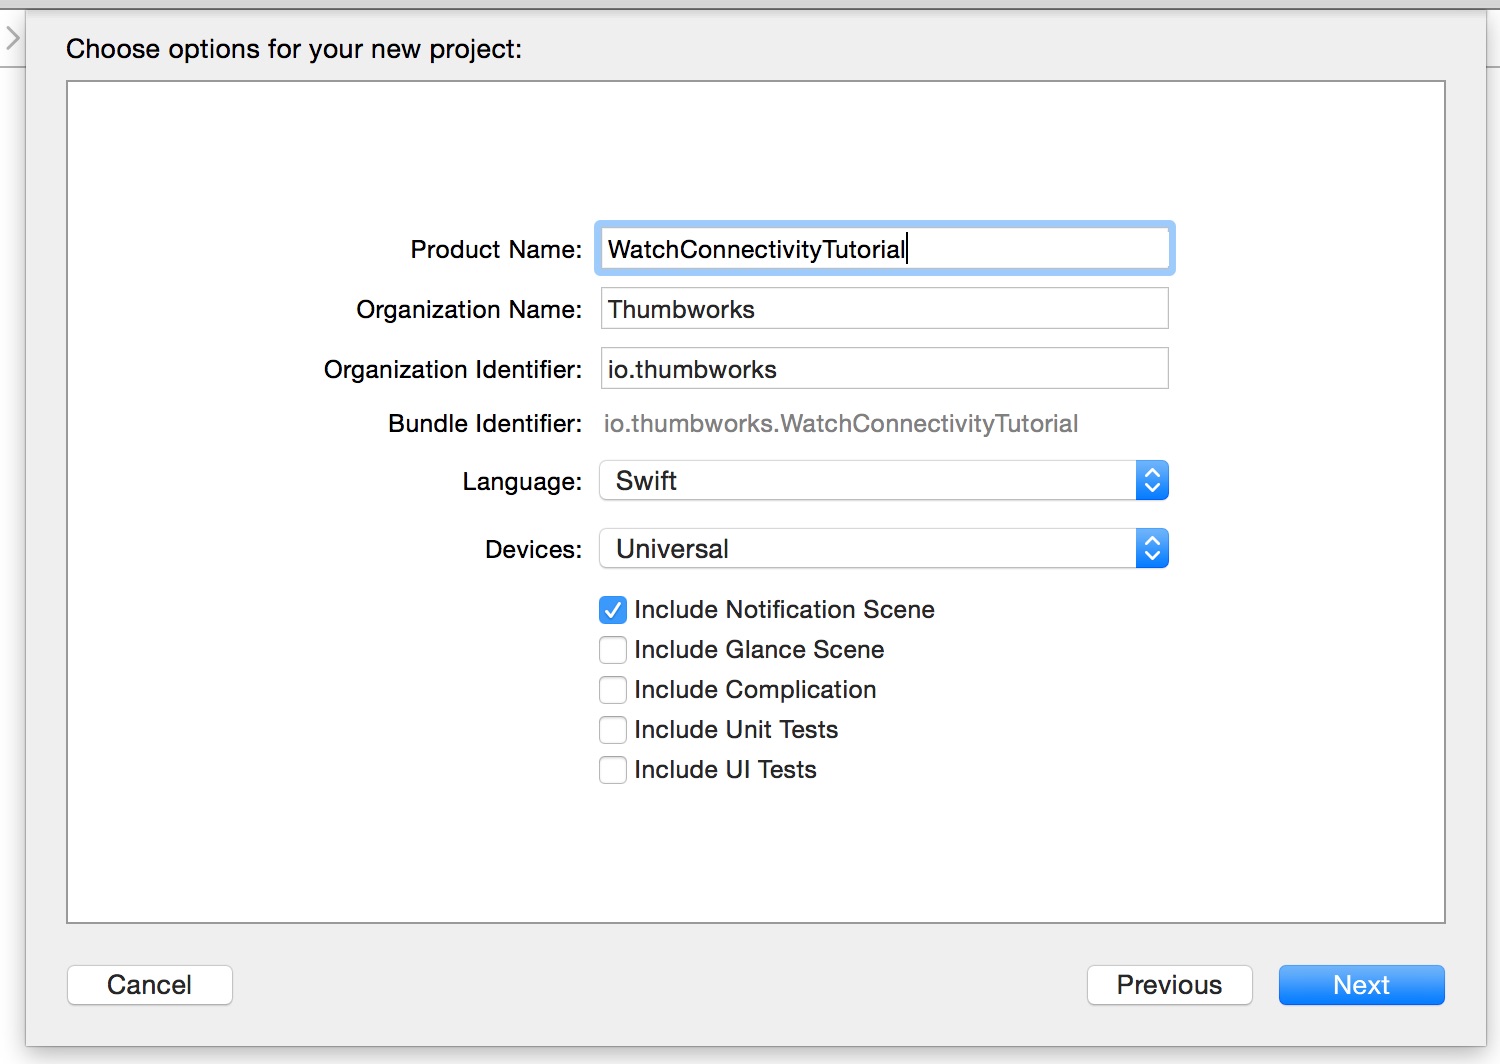 Choose options for your new project:
Product Name: WatchConnectivityTutorial
Organization Name: Thumbworks
Organization Identifier: io.thumbworks
Bundle Identifier: io.thumbworks.WatchConnectivityTutorial
Language: Swift
Devices: Universal
Include Notification Scene
Include Glance Scene
Include Complication
Include Unit Tests
Include UI Tests
Cancel Previous Next